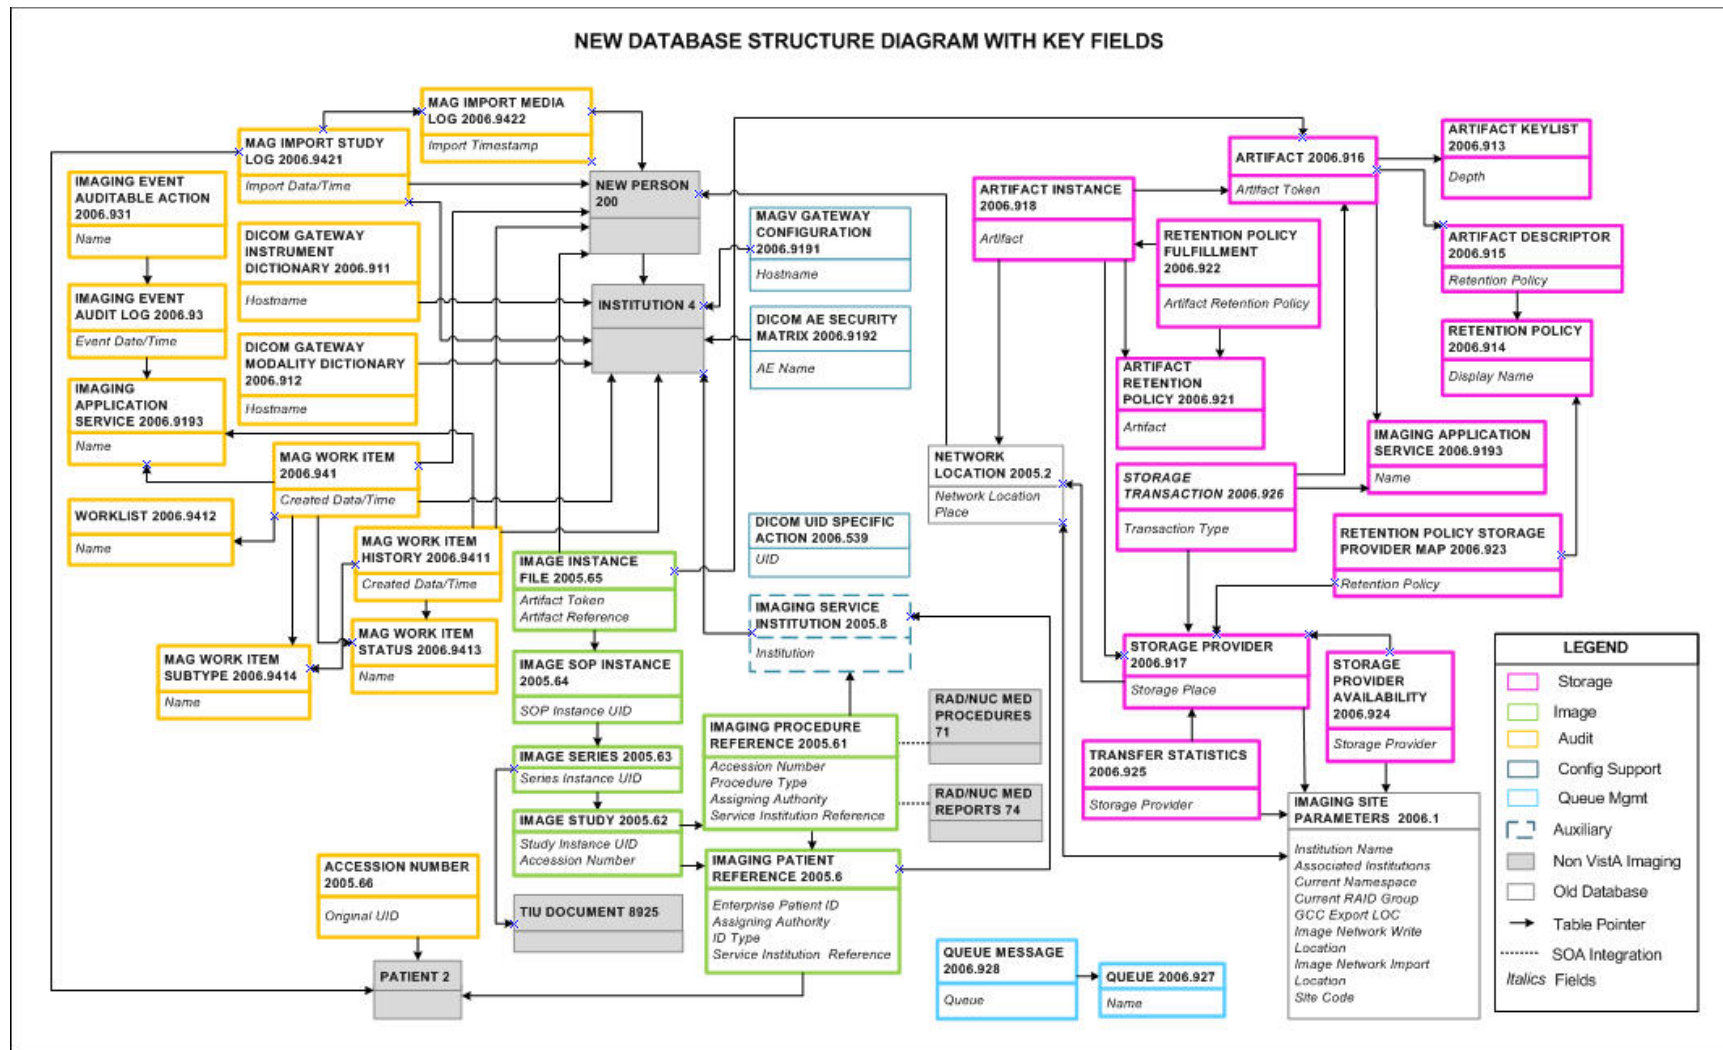 NEW DATABASE STRUCTURE DIAGRAM WITH KEY FIELDS
MAG IMPORT MEDIA
LOG 2006.9422
Import Timestamp
MAG IMPORT STUDY
LOG 2006.9421
Import Data/Time
IMAGING EVENT
AUDITABLE ACTION
2006.931
Name
DICOM GATEWAY
INSTRUMENT
DICTIONARY 2006.911
Hostname
IMAGING EVENT
AUDIT LOG 2006.93
Event Date/Time
DICOM GATEWAY
MODALITY DICTIONARY
2006.912
Hostname
IMAGING
APPLICATION
SERVICE 2006.9193
Name
MAG WORK ITEM
2006.941
Created Data/Time
WORKLIST 2006.9412
Name
MAG WORK ITEM
HISTORY 2006.9411
Created Data/Time
MAG WORK ITEM
STATUS 2006.9413
Name
MAG WORK ITEM
SUBTYPE 2006.9414
Name
NEW PERSON
200
INSTITUTION 4
MAGV GATEWAY
CONFIGURATION
2006.9191
Hostname
DICOM AE SECURITY
MATRIX 2006.9192
AE Name
DICOM UID SPECIFIC
ACTION 2006.539
UID
IMAGING SERVICE
INSTITUTION 2005.8
Institution
IMAGE INSTANCE
FILE 2005.65
Artifact Token
Artifact Reference
IMAGE SOP INSTANCE
2005.64
SOP Instance UID
IMAGE SERIES 2005.63
Series Instance UID
IMAGE STUDY 2005.62
Study Instance UID
Accession Number
IMAGING PROCEDURE
REFERENCE 2005.61
Accession Number
Procedure Type
Assigning Authority
Service Institution Reference
IMAGING PATIENT
REFERENCE 2005.6
Enterprise Patient ID
Assigning Authority
ID Type
Service Institution Reference
RAD/NUC MED
PROCEDURES
71
RAD/NUC MED
REPORTS 74
TIU DOCUMENT 8925
ACCESSION NUMBER
2005.66
Original UID
PATIENT 2
ARTIFACT 2006.916
Artifact Token
ARTIFACT KEYLIST
2006.913
Depth
ARTIFACT INSTANCE
2006.918
Artifact
RETENTION POLICY
FULFILLMENT
2006.922
Artifact Retention Policy
ARTIFACT DESCRIPTOR
2006.915
Retention Policy
RETENTION POLICY
2006.914
Display Name
ARTIFACT
RETENTION
POLICY 2006.921
Artifact
NETWORK
LOCATION 2005.2
Network Location
Place
STORAGE
TRANSACTION 2006.926
Transaction Type
IMAGING APPLICATION
SERVICE 2006.9193
Name
RETENTION POLICY STORAGE
PROVIDER MAP 2006.923
Retention Policy
STORAGE PROVIDER
2006.917
Storage Place
STORAGE
PROVIDER
AVAILABILITY
2006.924
Storage Provider
TRANSFER STATISTICS
2006.925
Storage Provider
IMAGING SITE
PARAMETERS 2006.1
Institution Name
Associated Institutions
Current Namespace
Current RAID Group
GCC Export LOC
Image Network Write
Location
Image Network Import
Location
Site Code
QUEUE MESSAGE
2006.928
Queue
QUEUE 2006.927
Name
LEGEND
Storage
Image
Audit
Config Support
Queue Mgmt
Auxiliary
Non VistA Imaging
Old Database
Table Pointer
SOA Integration
Italics Fields